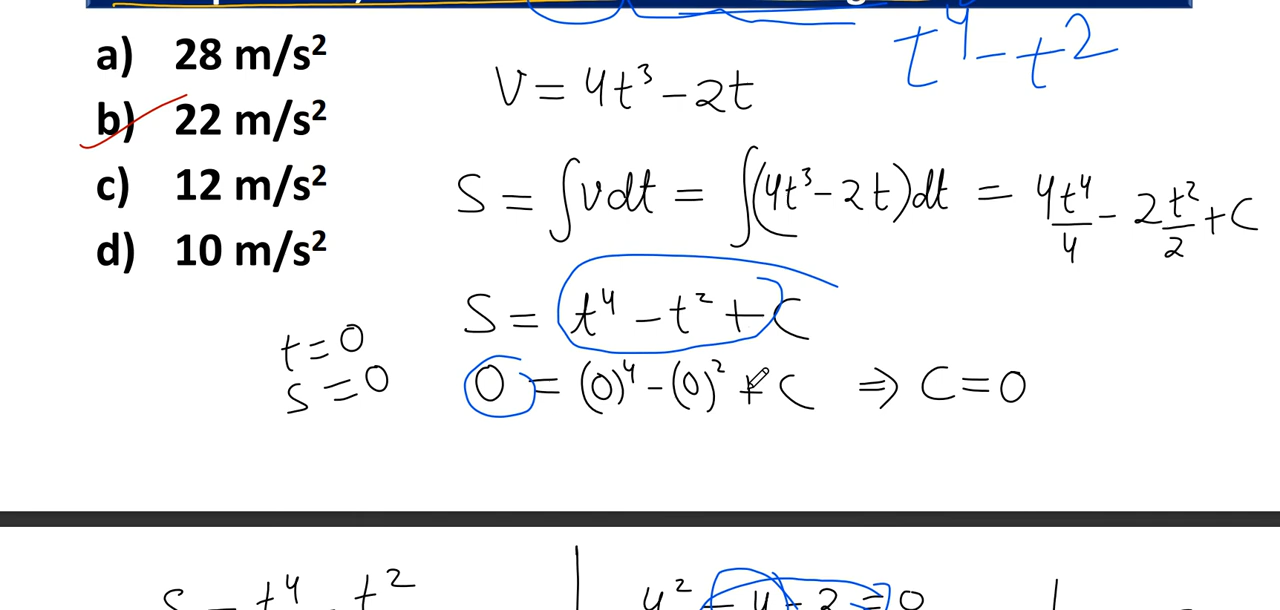 t⁴ - t²
a) 28 m/s²
b) 22 m/s²
c) 12 m/s²
d) 10 m/s²
V = 4t³ - 2t
S = ∫vdt = ∫(4t³ - 2t)dt = 4t⁴/4 - 2t²/2 + C
S = t⁴ - t² + C
t = 0
s = 0
0 = (0)⁴ - (0)² + C ⇒ C = 0